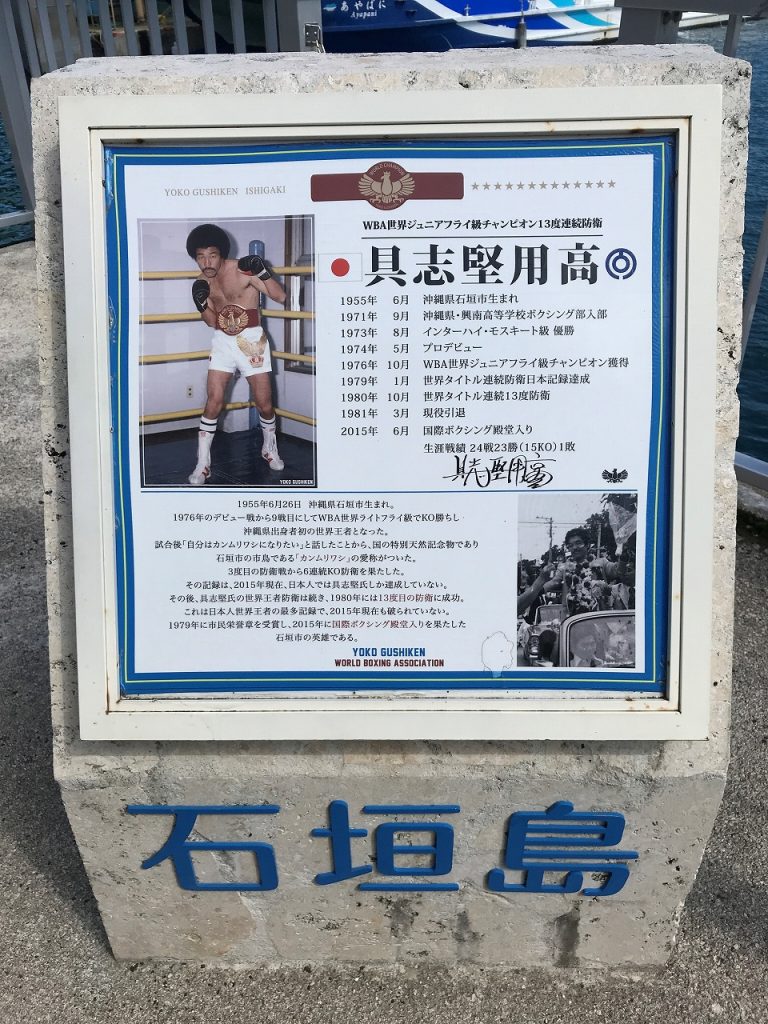 あやぱに
Ayapani
YOKO GUSHIKEN ISHIGAKI
WORLD CHAMPION
WBA世界ジュニアフライ級チャンピオン13度連続防衛
具志堅用高
1955年 6月 沖縄県石垣市生まれ
1971年 9月 沖縄県・興南高等学校ボクシング部入部
1973年 8月 インターハイ・モスキート級 優勝
1974年 5月 プロデビュー
1976年 10月 WBA世界ジュニアフライ級チャンピオン獲得
1979年 1月 世界タイトル連続防衛日本記録達成
1980年 10月 世界タイトル連続13度防衛
1981年 3月 現役引退
2015年 6月 国際ボクシング殿堂入り
生涯戦績 24戦23勝(15KO)1敗
具志堅用高
YOKO GUSHIKEN
1955年6月26日 沖縄県石垣市生まれ。
1976年のデビュー戦から9戦目にしてWBA世界ライトフライ級でKO勝ちし
沖縄県出身者初の世界王者となった。
試合後「自分はカンムリワシになりたい」と話したことから、国の特別天然記念物であり
石垣市の市鳥である「カンムリワシ」の愛称がついた。
3度目の防衛戦から6連続KO防衛を果たした。
その記録は、2015年現在、日本人では具志堅氏しか達成していない。
その後、具志堅氏の世界王者防衛は続き、1980年には13度目の防衛に成功。
これは日本人世界王者の最多記録で、2015年現在も破られていない。
1979年に市民栄誉章を受賞し、2015年に国際ボクシング殿堂入りを果たした
石垣市の英雄である。
YOKO GUSHIKEN
WORLD BOXING ASSOCIATION
石垣島